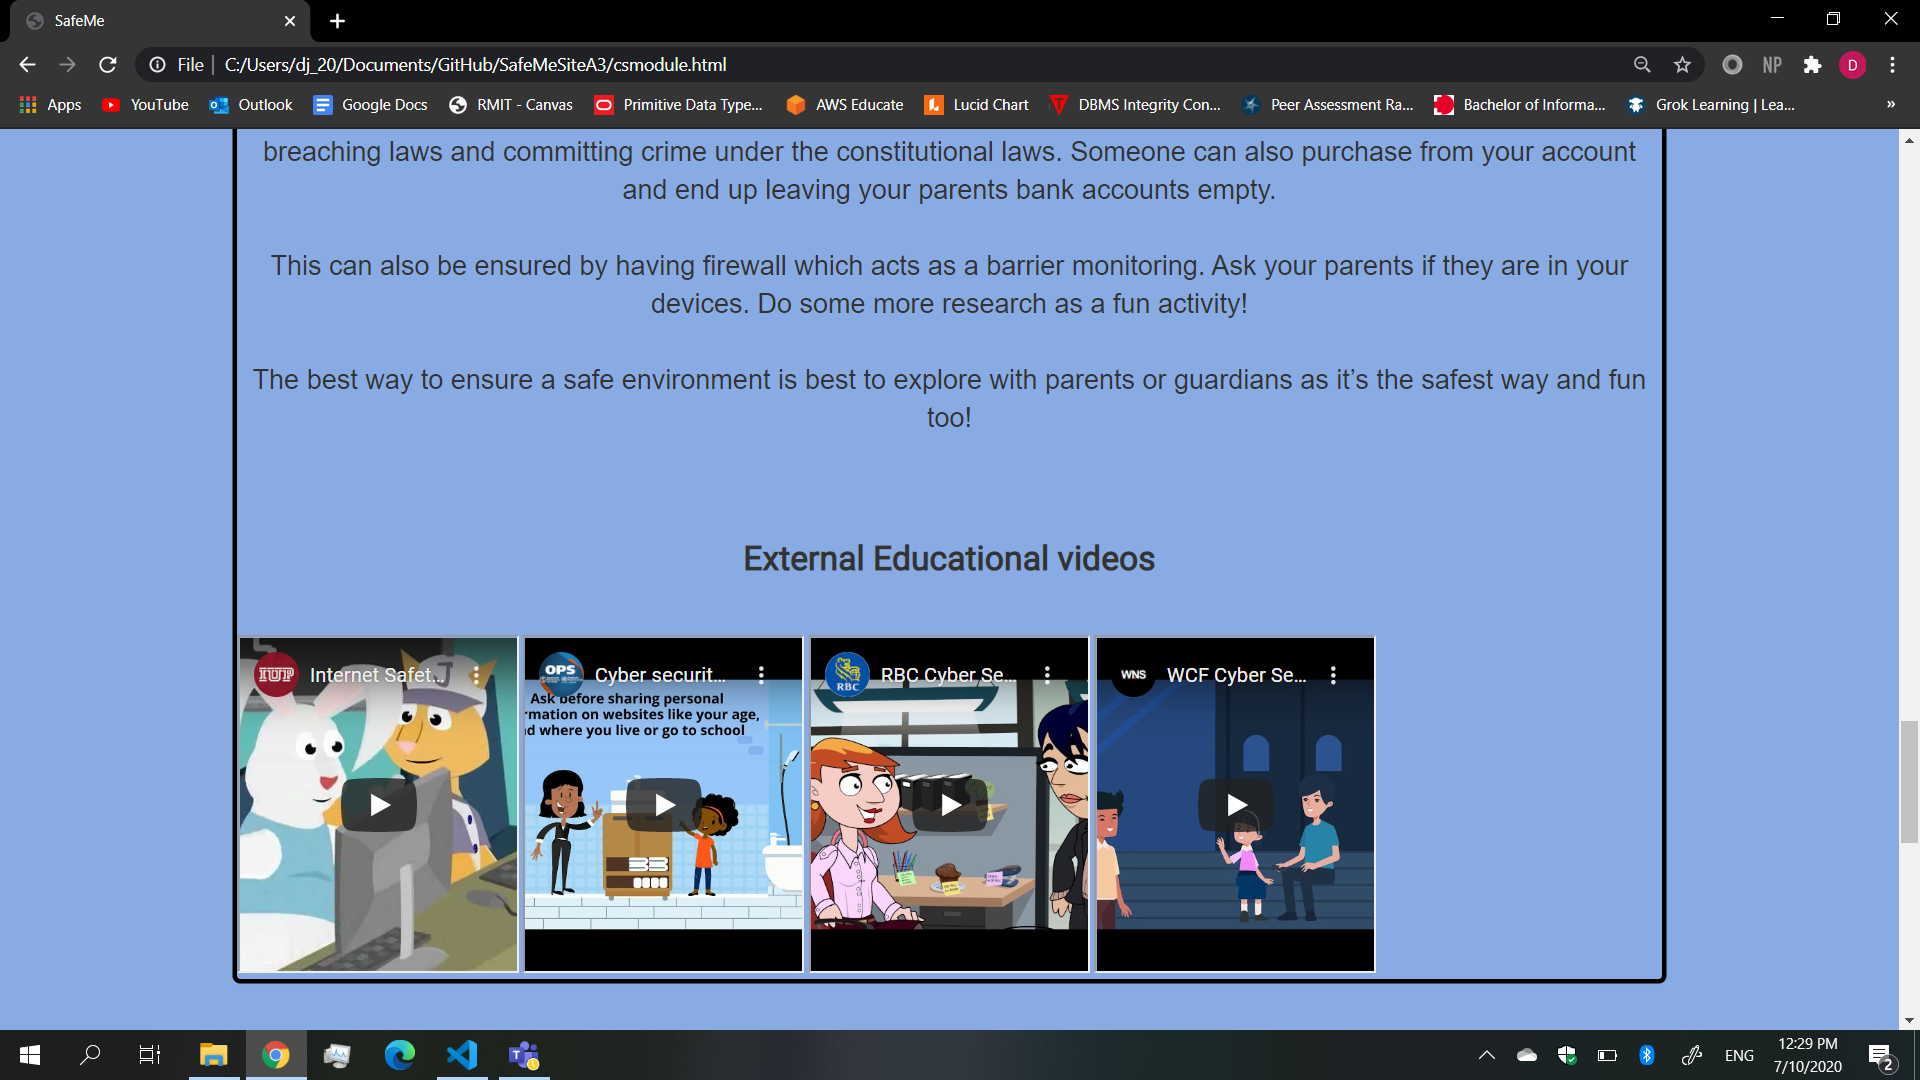 SafeMe
File
C:/Users/dj_20/Documents/GitHub/SafeMeSiteA3/csmodule.html
NP
D
Apps
YouTube
Outlook
Google Docs
RMIT - Canvas
Primitive Data Type...
AWS Educate
Lucid Chart
DBMS Integrity Con...
Peer Assessment Ra...
Bachelor of Informa...
Grok Learning | Lea...
»
breaching laws and committing crime under the constitutional laws. Someone can also purchase from your account
and end up leaving your parents bank accounts empty.
This can also be ensured by having firewall which acts as a barrier monitoring. Ask your parents if they are in your
devices. Do some more research as a fun activity!
The best way to ensure a safe environment is best to explore with parents or guardians as it’s the safest way and fun
too!
External Educational videos
IUP
Internet Safet...
J
OPS
Cyber securit...
Ask before sharing personal
rmation on websites like your age,
d where you live or go to school
RBC
RBC Cyber Se...
WNS
WCF Cyber Se...
ENG
12:29 PM
7/10/2020
2